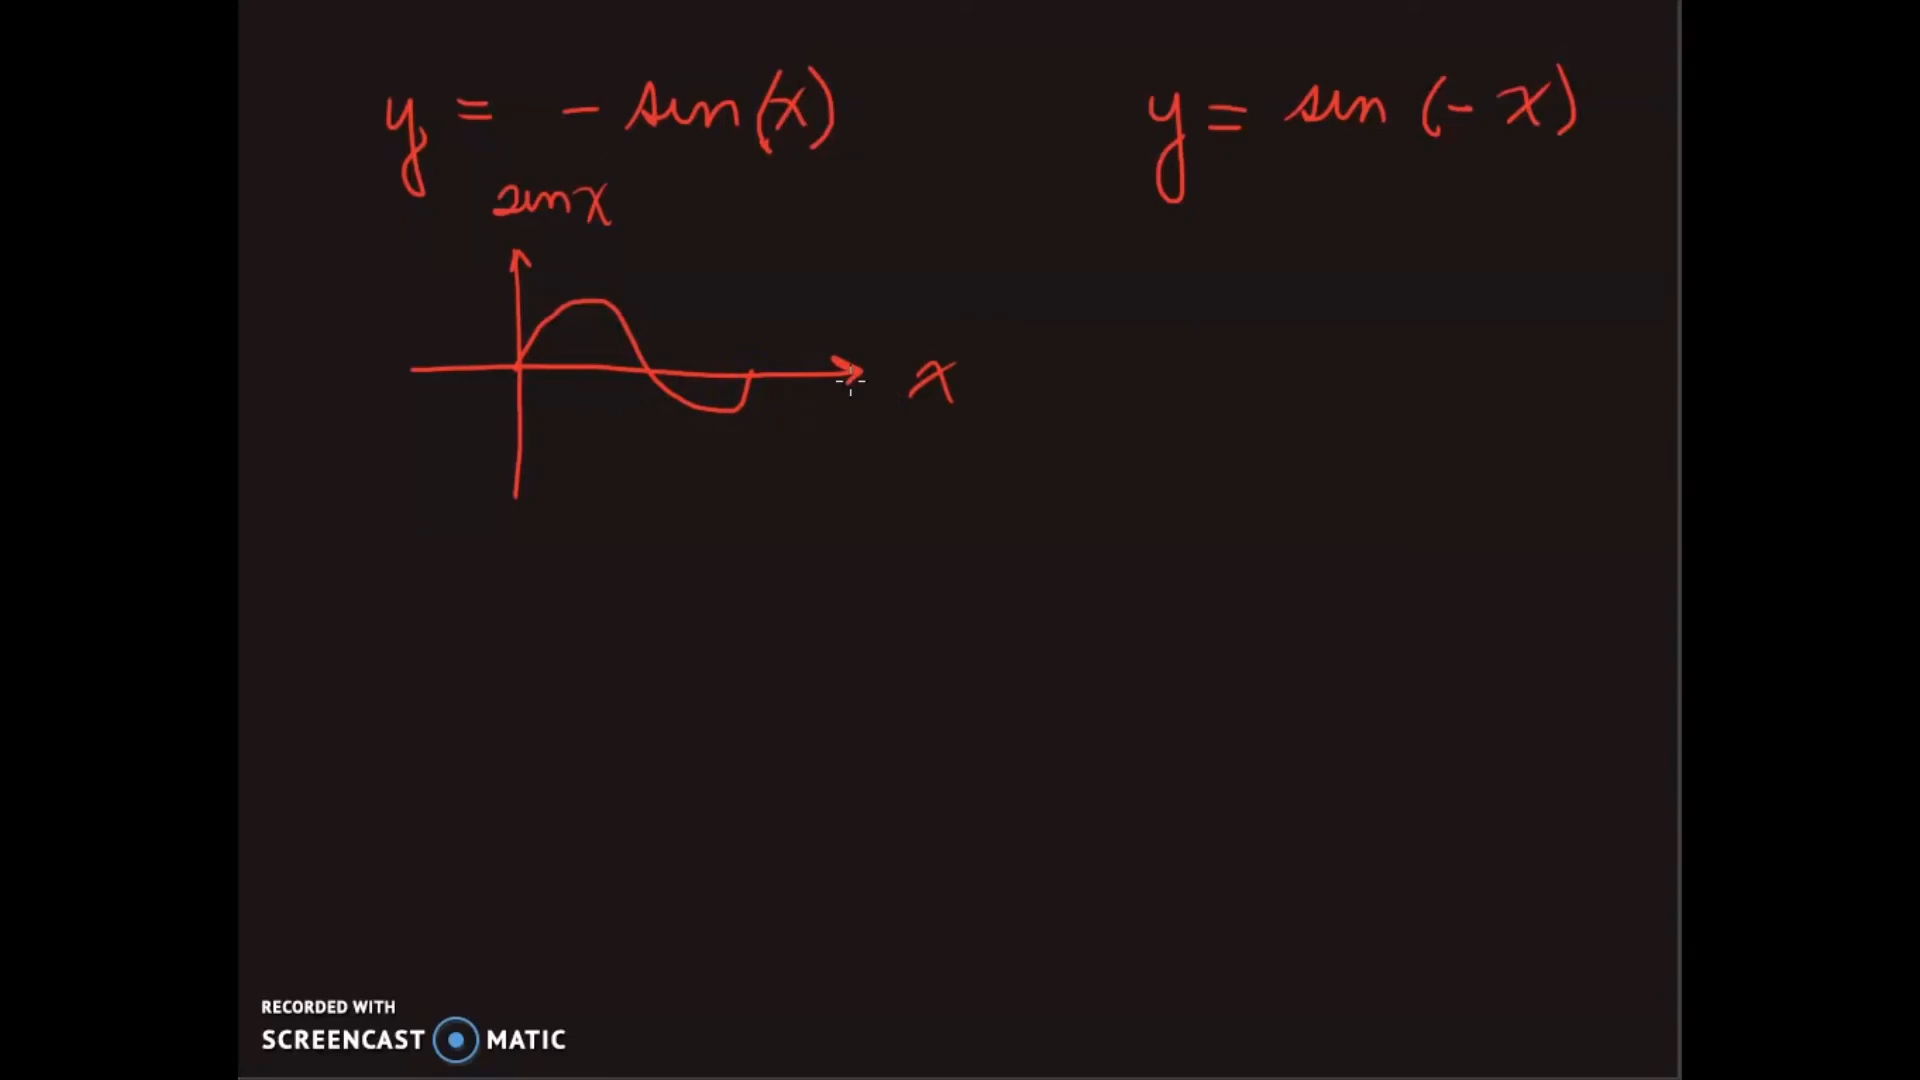 y = - sin(x)
y = sin (- x)
sin x
x
RECORDED WITH
SCREENCAST MATIC